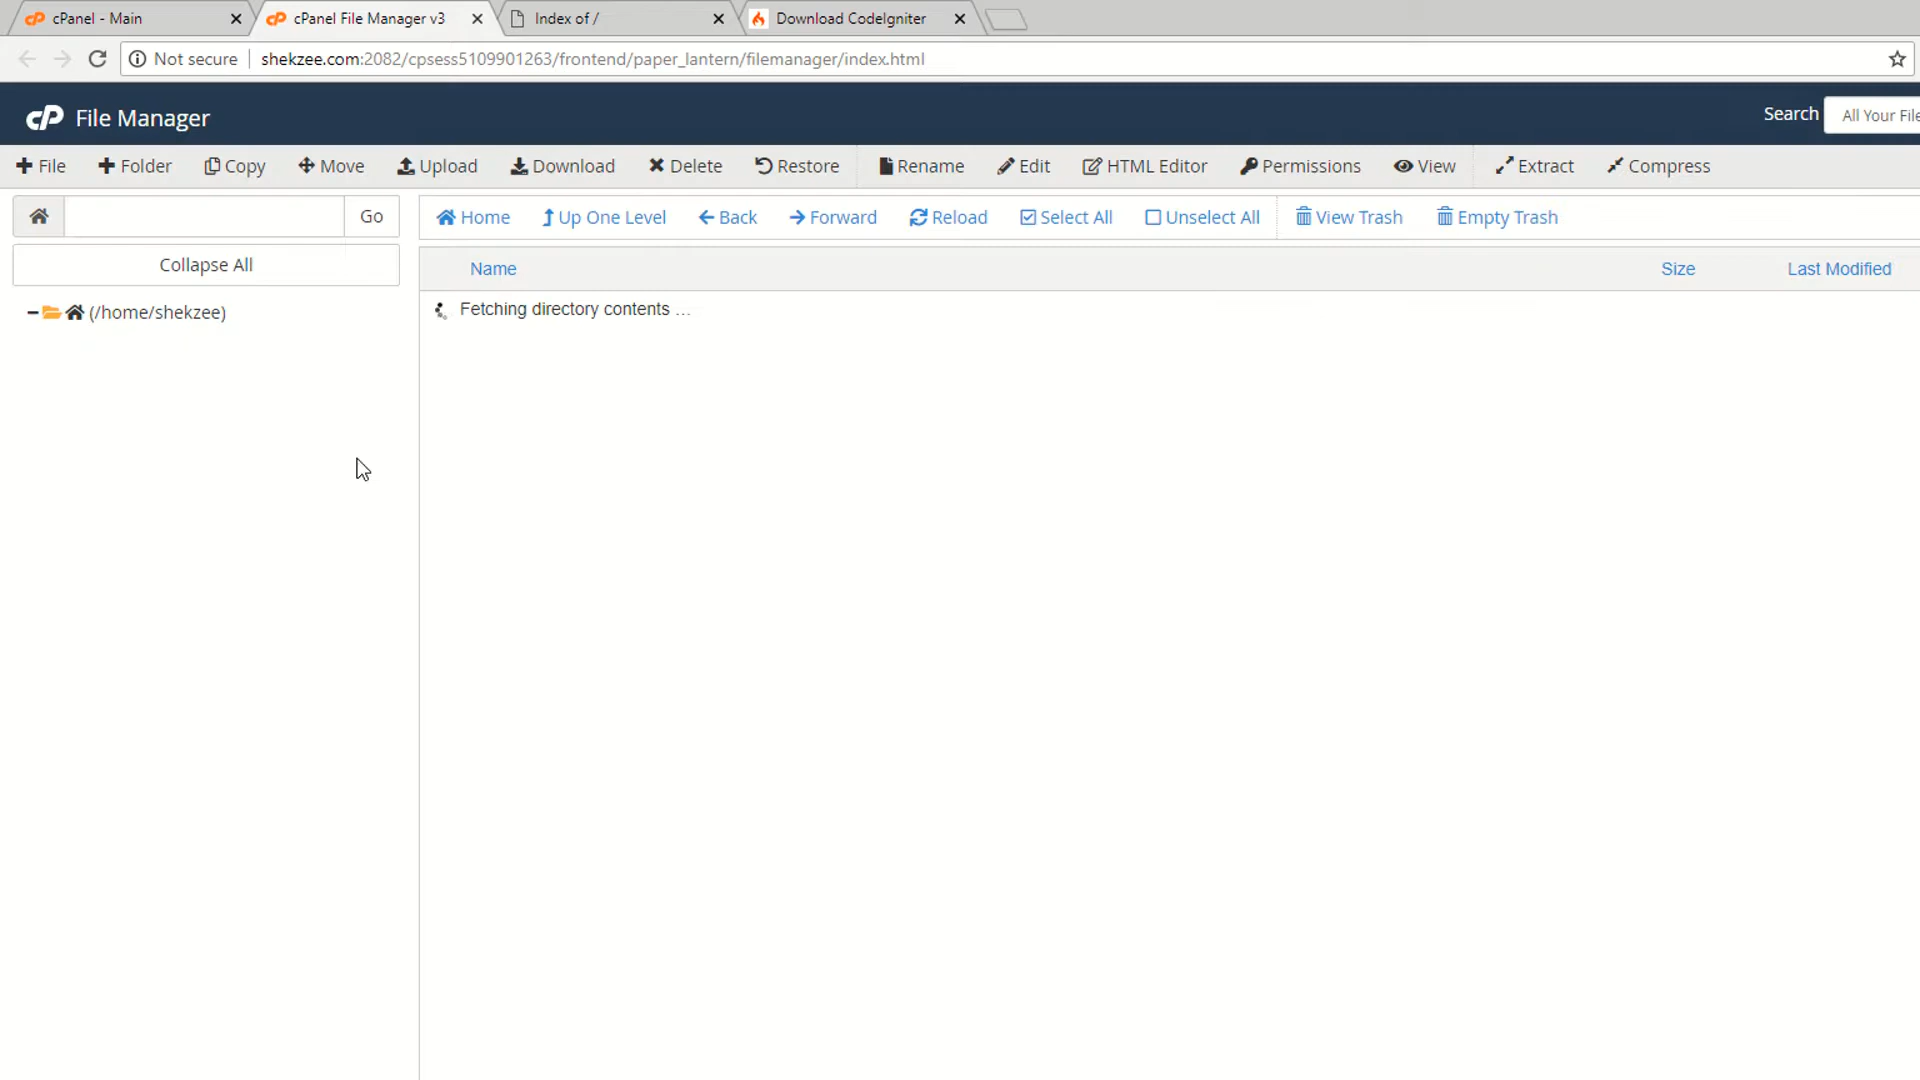 cPanel - Main
cPanel File Manager v3
Index of /
Download CodeIgniter
Not secure
shekzee.com:2082/cpsess5109901263/frontend/paper_lantern/filemanager/index.html
cP File Manager
Search
All Your File
File
Folder
Copy
Move
Upload
Download
Delete
Restore
Rename
Edit
HTML Editor
Permissions
View
Extract
Compress
Go
Home
Up One Level
Back
Forward
Reload
Select All
Unselect All
View Trash
Empty Trash
Collapse All
Name
Size
Last Modified
(/home/shekzee)
Fetching directory contents ...